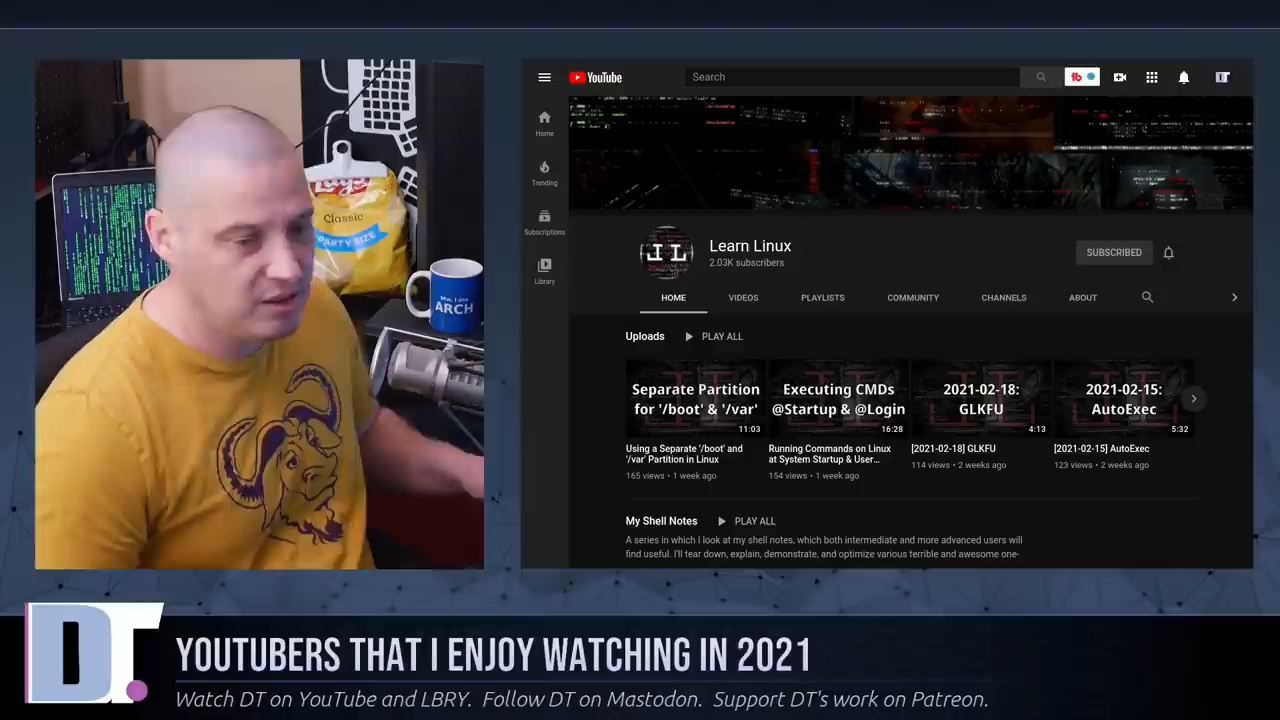 Lay's
Classic
PARTY SIZE
ARCH
YouTube
Search
Home
Trending
Subscriptions
Library
Learn Linux
2.03K subscribers
SUBSCRIBED
HOME
VIDEOS
PLAYLISTS
COMMUNITY
CHANNELS
ABOUT
Uploads
PLAY ALL
Separate Partition
for '/boot' & '/var'
11:03
Using a Separate '/boot' and
'/var' Partition in Linux
165 views • 1 week ago
Executing CMDs
@Startup & @Login
16:28
Running Commands on Linux
at System Startup & User...
154 views • 1 week ago
2021-02-18:
GLKFU
4:13
[2021-02-18] GLKFU
114 views • 2 weeks ago
2021-02-15:
AutoExec
5:32
[2021-02-15] AutoExec
123 views • 2 weeks ago
My Shell Notes
PLAY ALL
A series in which I look at my shell notes, which both intermediate and more advanced users will
find useful. I'll tear down, explain, demonstrate, and optimize various terrible and awesome one-
DT.
YOUTUBERS THAT I ENJOY WATCHING IN 2021
Watch DT on YouTube and LBRY. Follow DT on Mastodon. Support DT's work on Patreon.